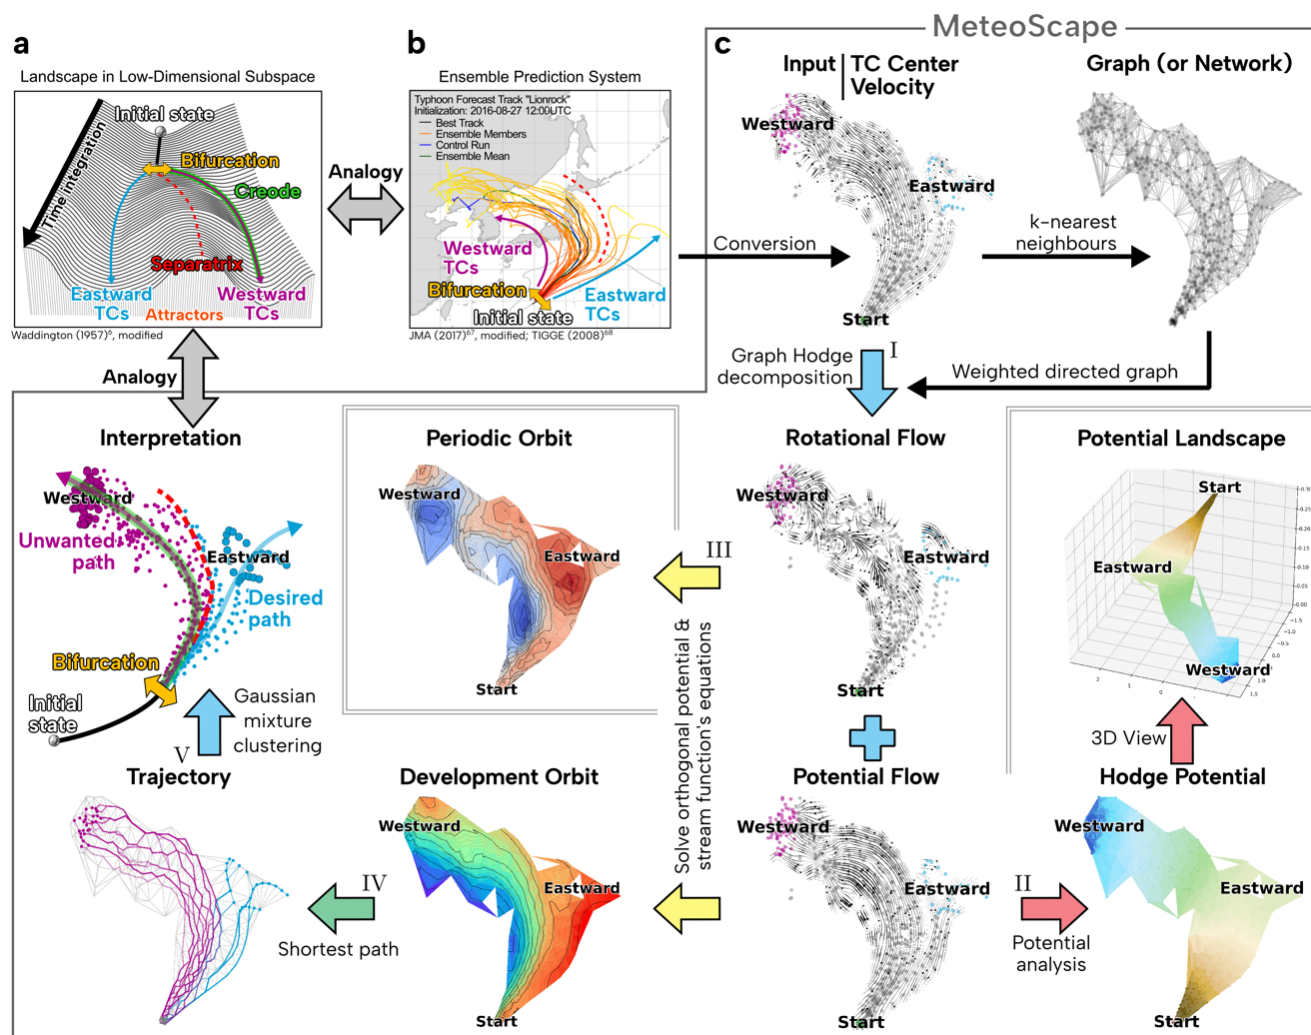 MeteoScape
a
Landscape in Low-Dimensional Subspace
Initial state
Bifurcation
Creode
Time integration
Separatrix
Eastward
TCs
Attractors
Westward
TCs
Waddington (1957)6, modified
Analogy
b
Ensemble Prediction System
Typhoon Forecast Track "Lionrock"
Initialization: 2016-08-27 12:00UTC
Best Track
Ensemble Members
Control Run
Ensemble Mean
Westward
TCs
Bifurcation
Eastward
TCs
Initial state
JMA (2017)67, modified; TIGGE (2008)68
c
Input
TC Center
Velocity
Westward
Eastward
Start
Conversion
Graph (or Network)
k-nearest
neighbours
Weighted directed graph
Graph Hodge
decomposition
I
Analogy
Interpretation
Westward
Unwanted
path
Eastward
Desired
path
Bifurcation
Initial
state
Gaussian
mixture
clustering
V
Periodic Orbit
Westward
Eastward
Start
III
Solve orthogonal potential &
stream function's equations
Rotational Flow
Westward
Eastward
Start
Potential Landscape
Start
Eastward
Westward
3D View
Trajectory
IV
Shortest path
Development Orbit
Westward
Eastward
Start
Potential Flow
Westward
Eastward
Start
II
Potential
analysis
Hodge Potential
Westward
Eastward
Start